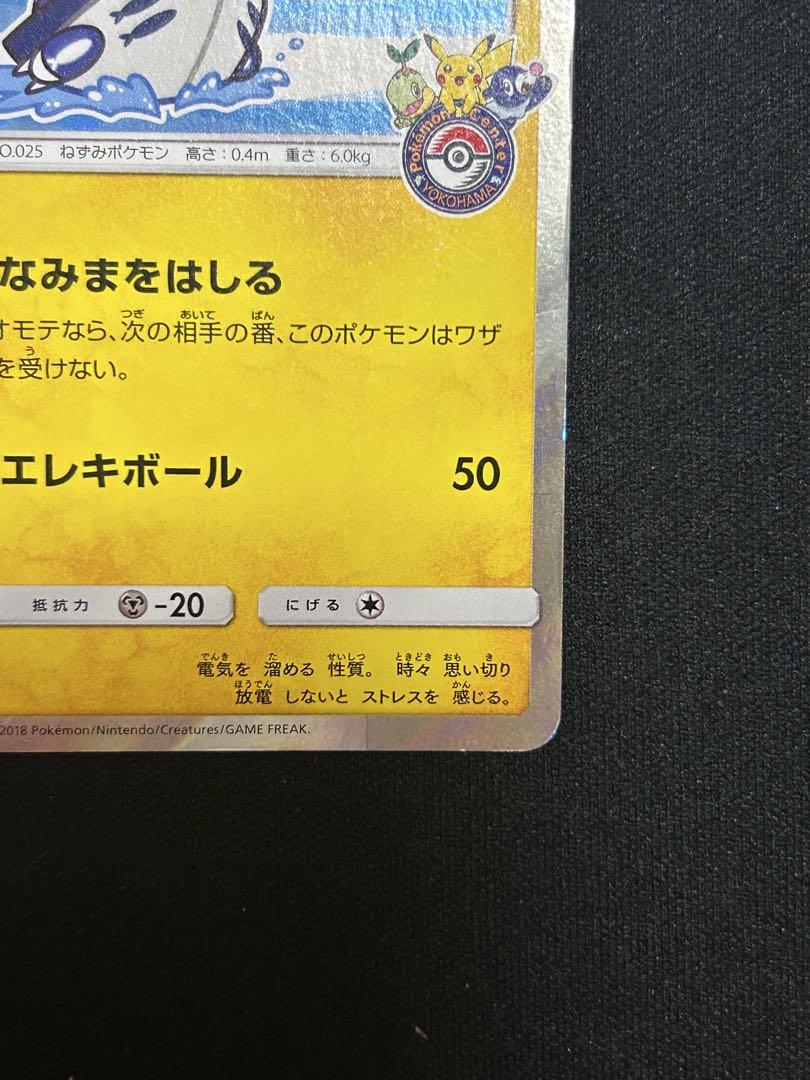 O.025 ねずみポケモン 高さ:0.4m 重さ:6.0kg
Pokémon Center
YOKOHAMA
なみまをはしる
オモテなら、次の相手の番、このポケモンはワザ
を受けない。
エレキボール 50
抵抗力 -20 にげる
電気を 溜める 性質。 時々 思い切り
放電 しないと ストレスを 感じる。
2018 Pokémon/Nintendo/Creatures/GAME FREAK.